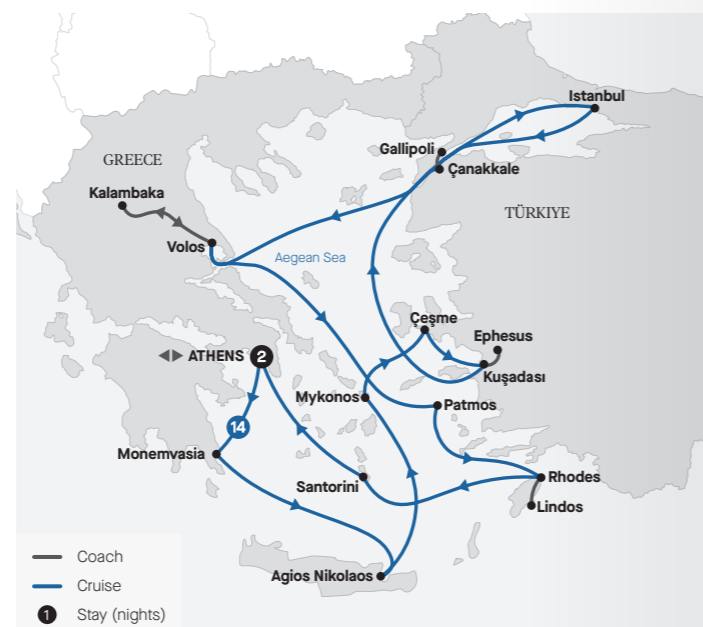 Istanbul
Gallipoli
Çanakkale
GREECE
Kalambaka
TÜRKIYE
Volos
Aegean Sea
Çeşme
Ephesus
ATHENS 2
Kuşadası
Mykonos
Patmos
14
Monemvasia
Santorini
Rhodes
Lindos
Agios Nikolaos
Coach
Cruise
1 Stay (nights)